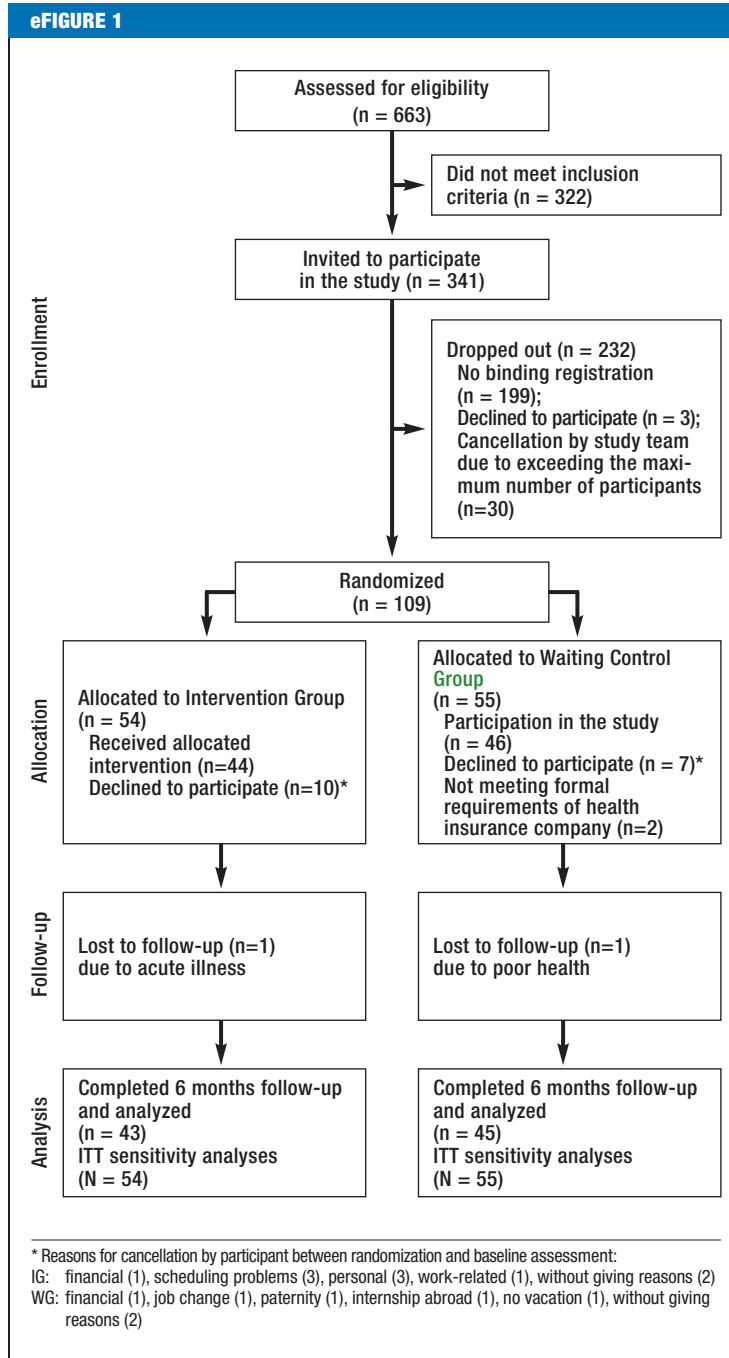 eFIGURE 1
Assessed for eligibility
(n = 663)
Did not meet inclusion
criteria (n = 322)
Invited to participate
in the study (n = 341)
Enrollment
Dropped out (n = 232)
No binding registration
(n = 199);
Declined to participate (n = 3);
Cancellation by study team
due to exceeding the maxi-
mum number of participants
(n=30)
Randomized
(n = 109)
Allocation
Allocated to Intervention Group
(n = 54)
Received allocated
intervention (n=44)
Declined to participate (n=10)*
Allocated to Waiting Control
Group
(n = 55)
Participation in the study
(n = 46)
Declined to participate (n = 7)*
Not meeting formal
requirements of health
insurance company (n=2)
Follow-up
Lost to follow-up (n=1)
due to acute illness
Lost to follow-up (n=1)
due to poor health
Analysis
Completed 6 months follow-up
and analyzed
(n = 43)
ITT sensitivity analyses
(N = 54)
Completed 6 months follow-up
and analyzed
(n = 45)
ITT sensitivity analyses
(N = 55)
* Reasons for cancellation by participant between randomization and baseline assessment:
IG: financial (1), scheduling problems (3), personal (3), work-related (1), without giving reasons (2)
WG: financial (1), job change (1), paternity (1), internship abroad (1), no vacation (1), without giving
reasons (2)